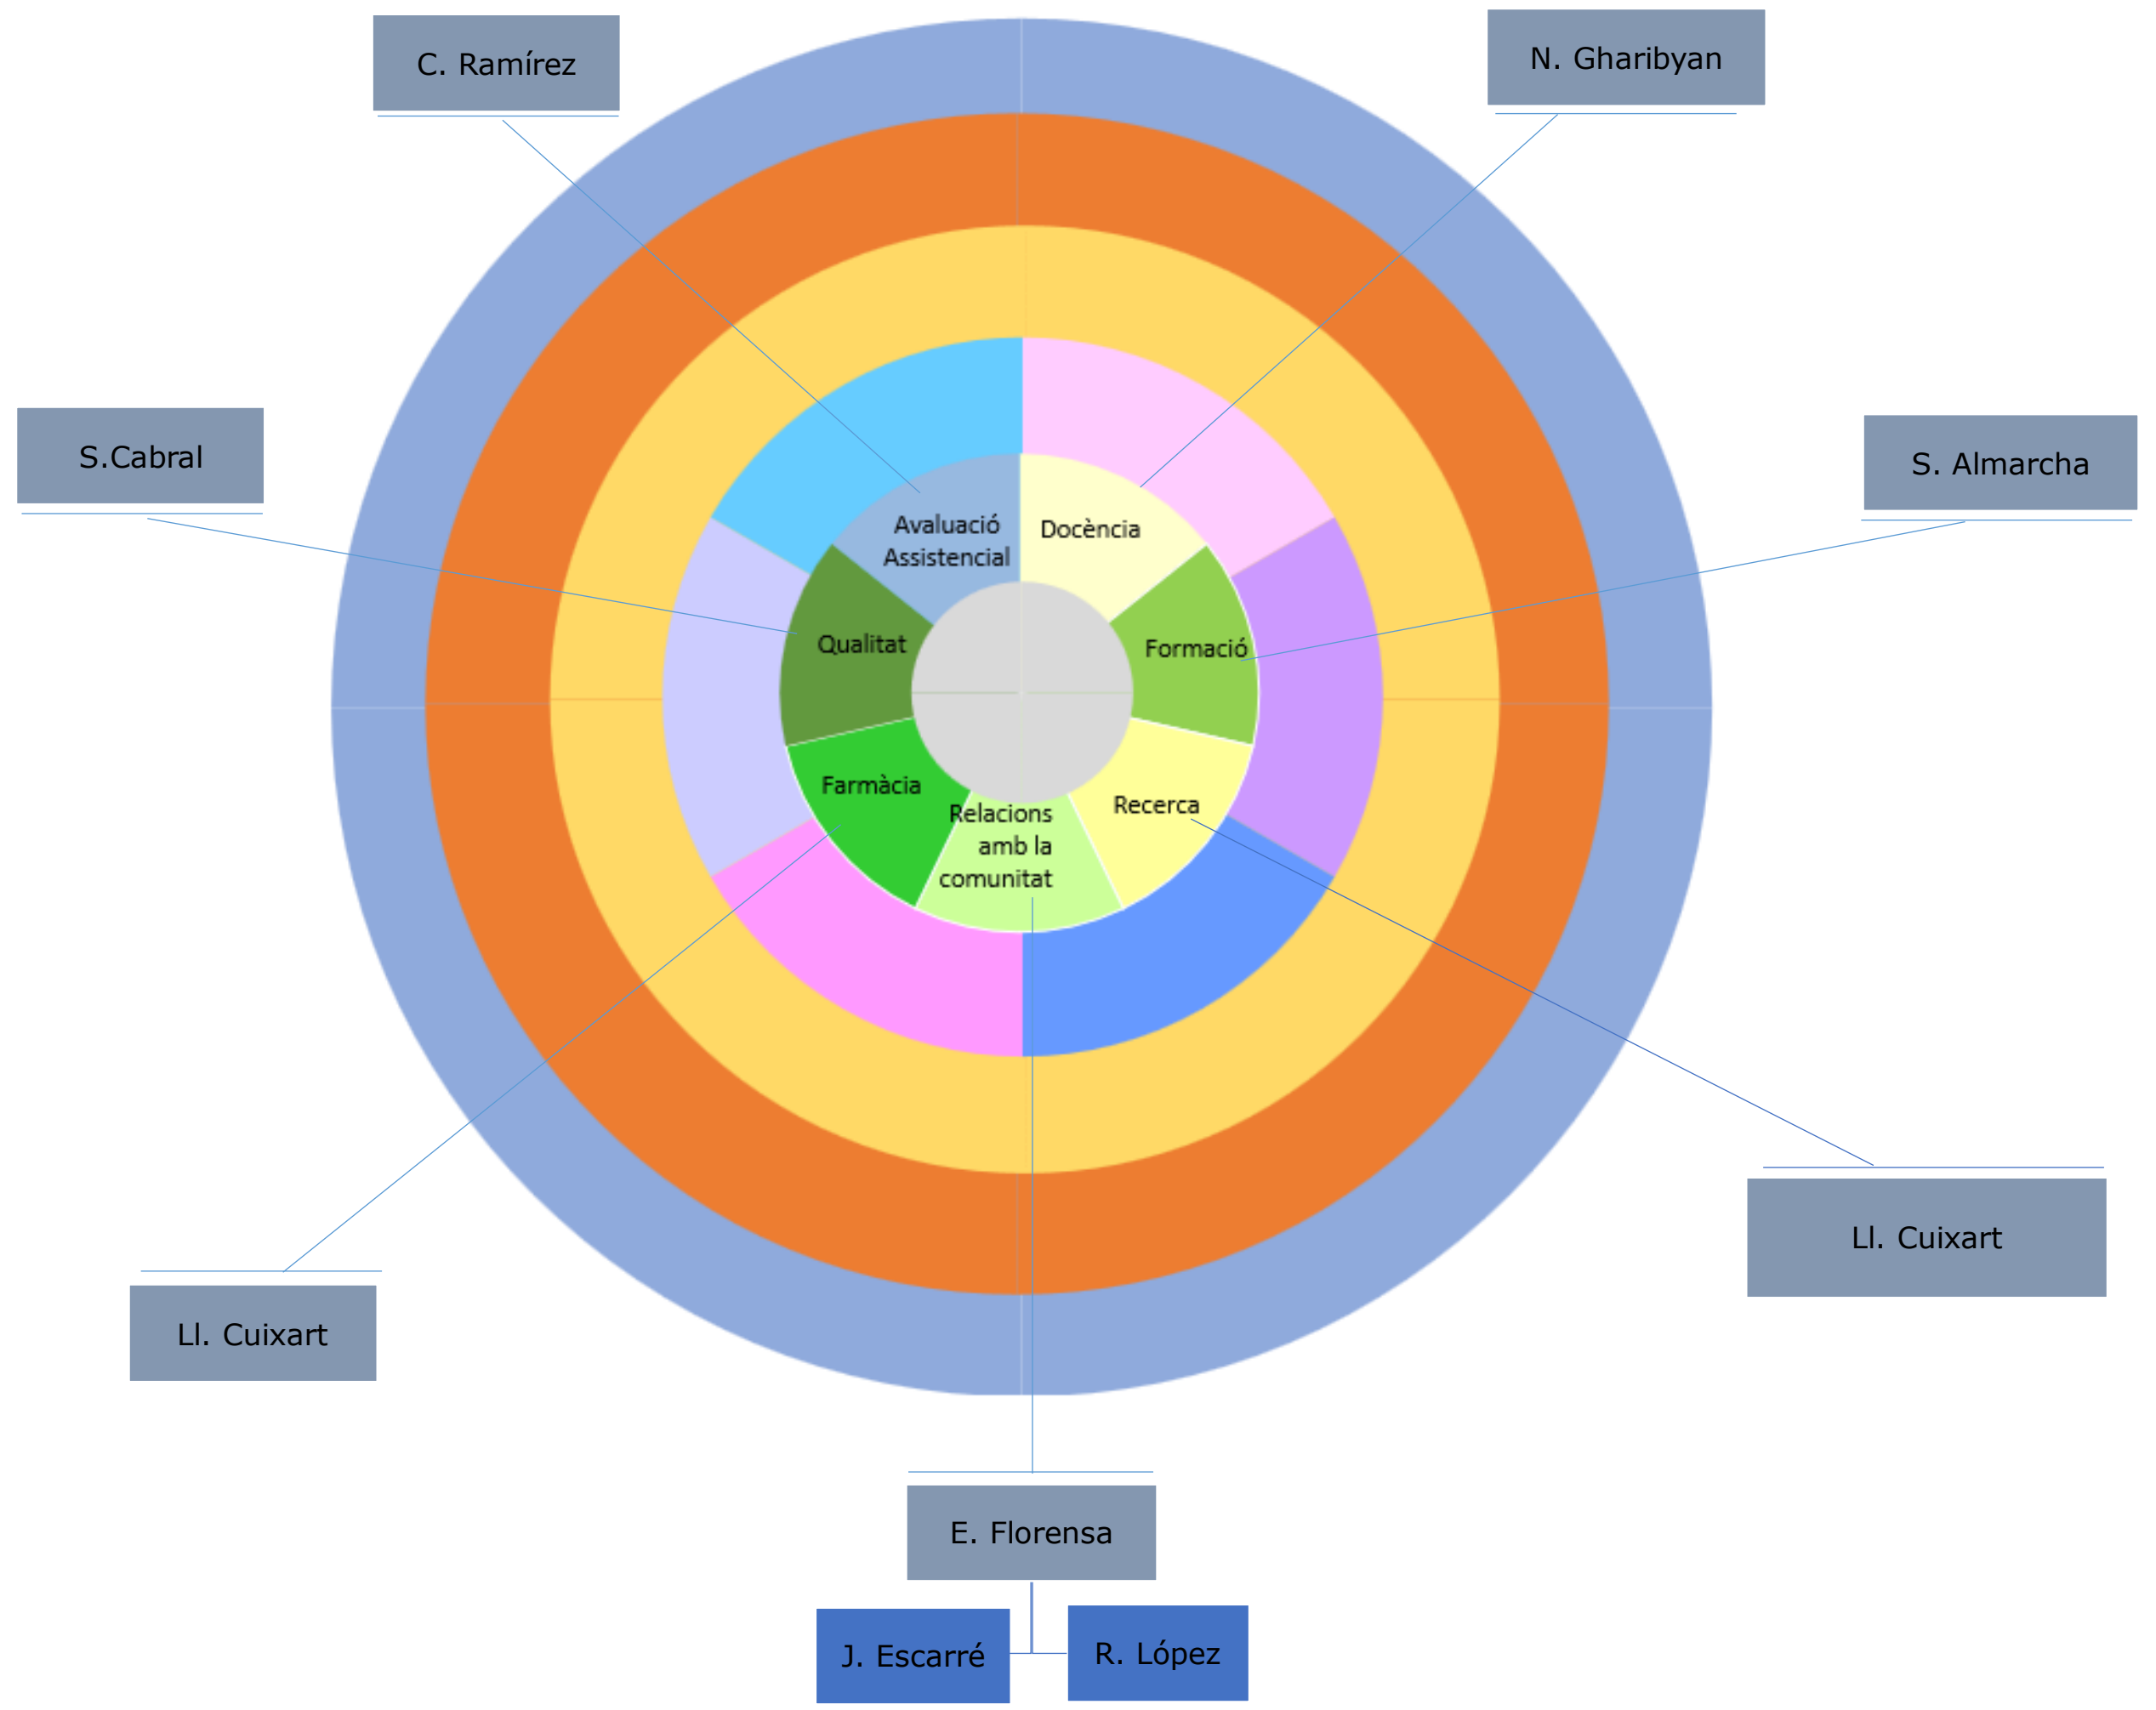 C. Ramírez
N. Gharibyan
S.Cabral
S. Almarcha
Avaluació
Assistencial
Docència
Qualitat
Formació
Farmàcia
Recerca
Relacions
amb la
comunitat
Ll. Cuixart
Ll. Cuixart
E. Florensa
J. Escarré
R. López